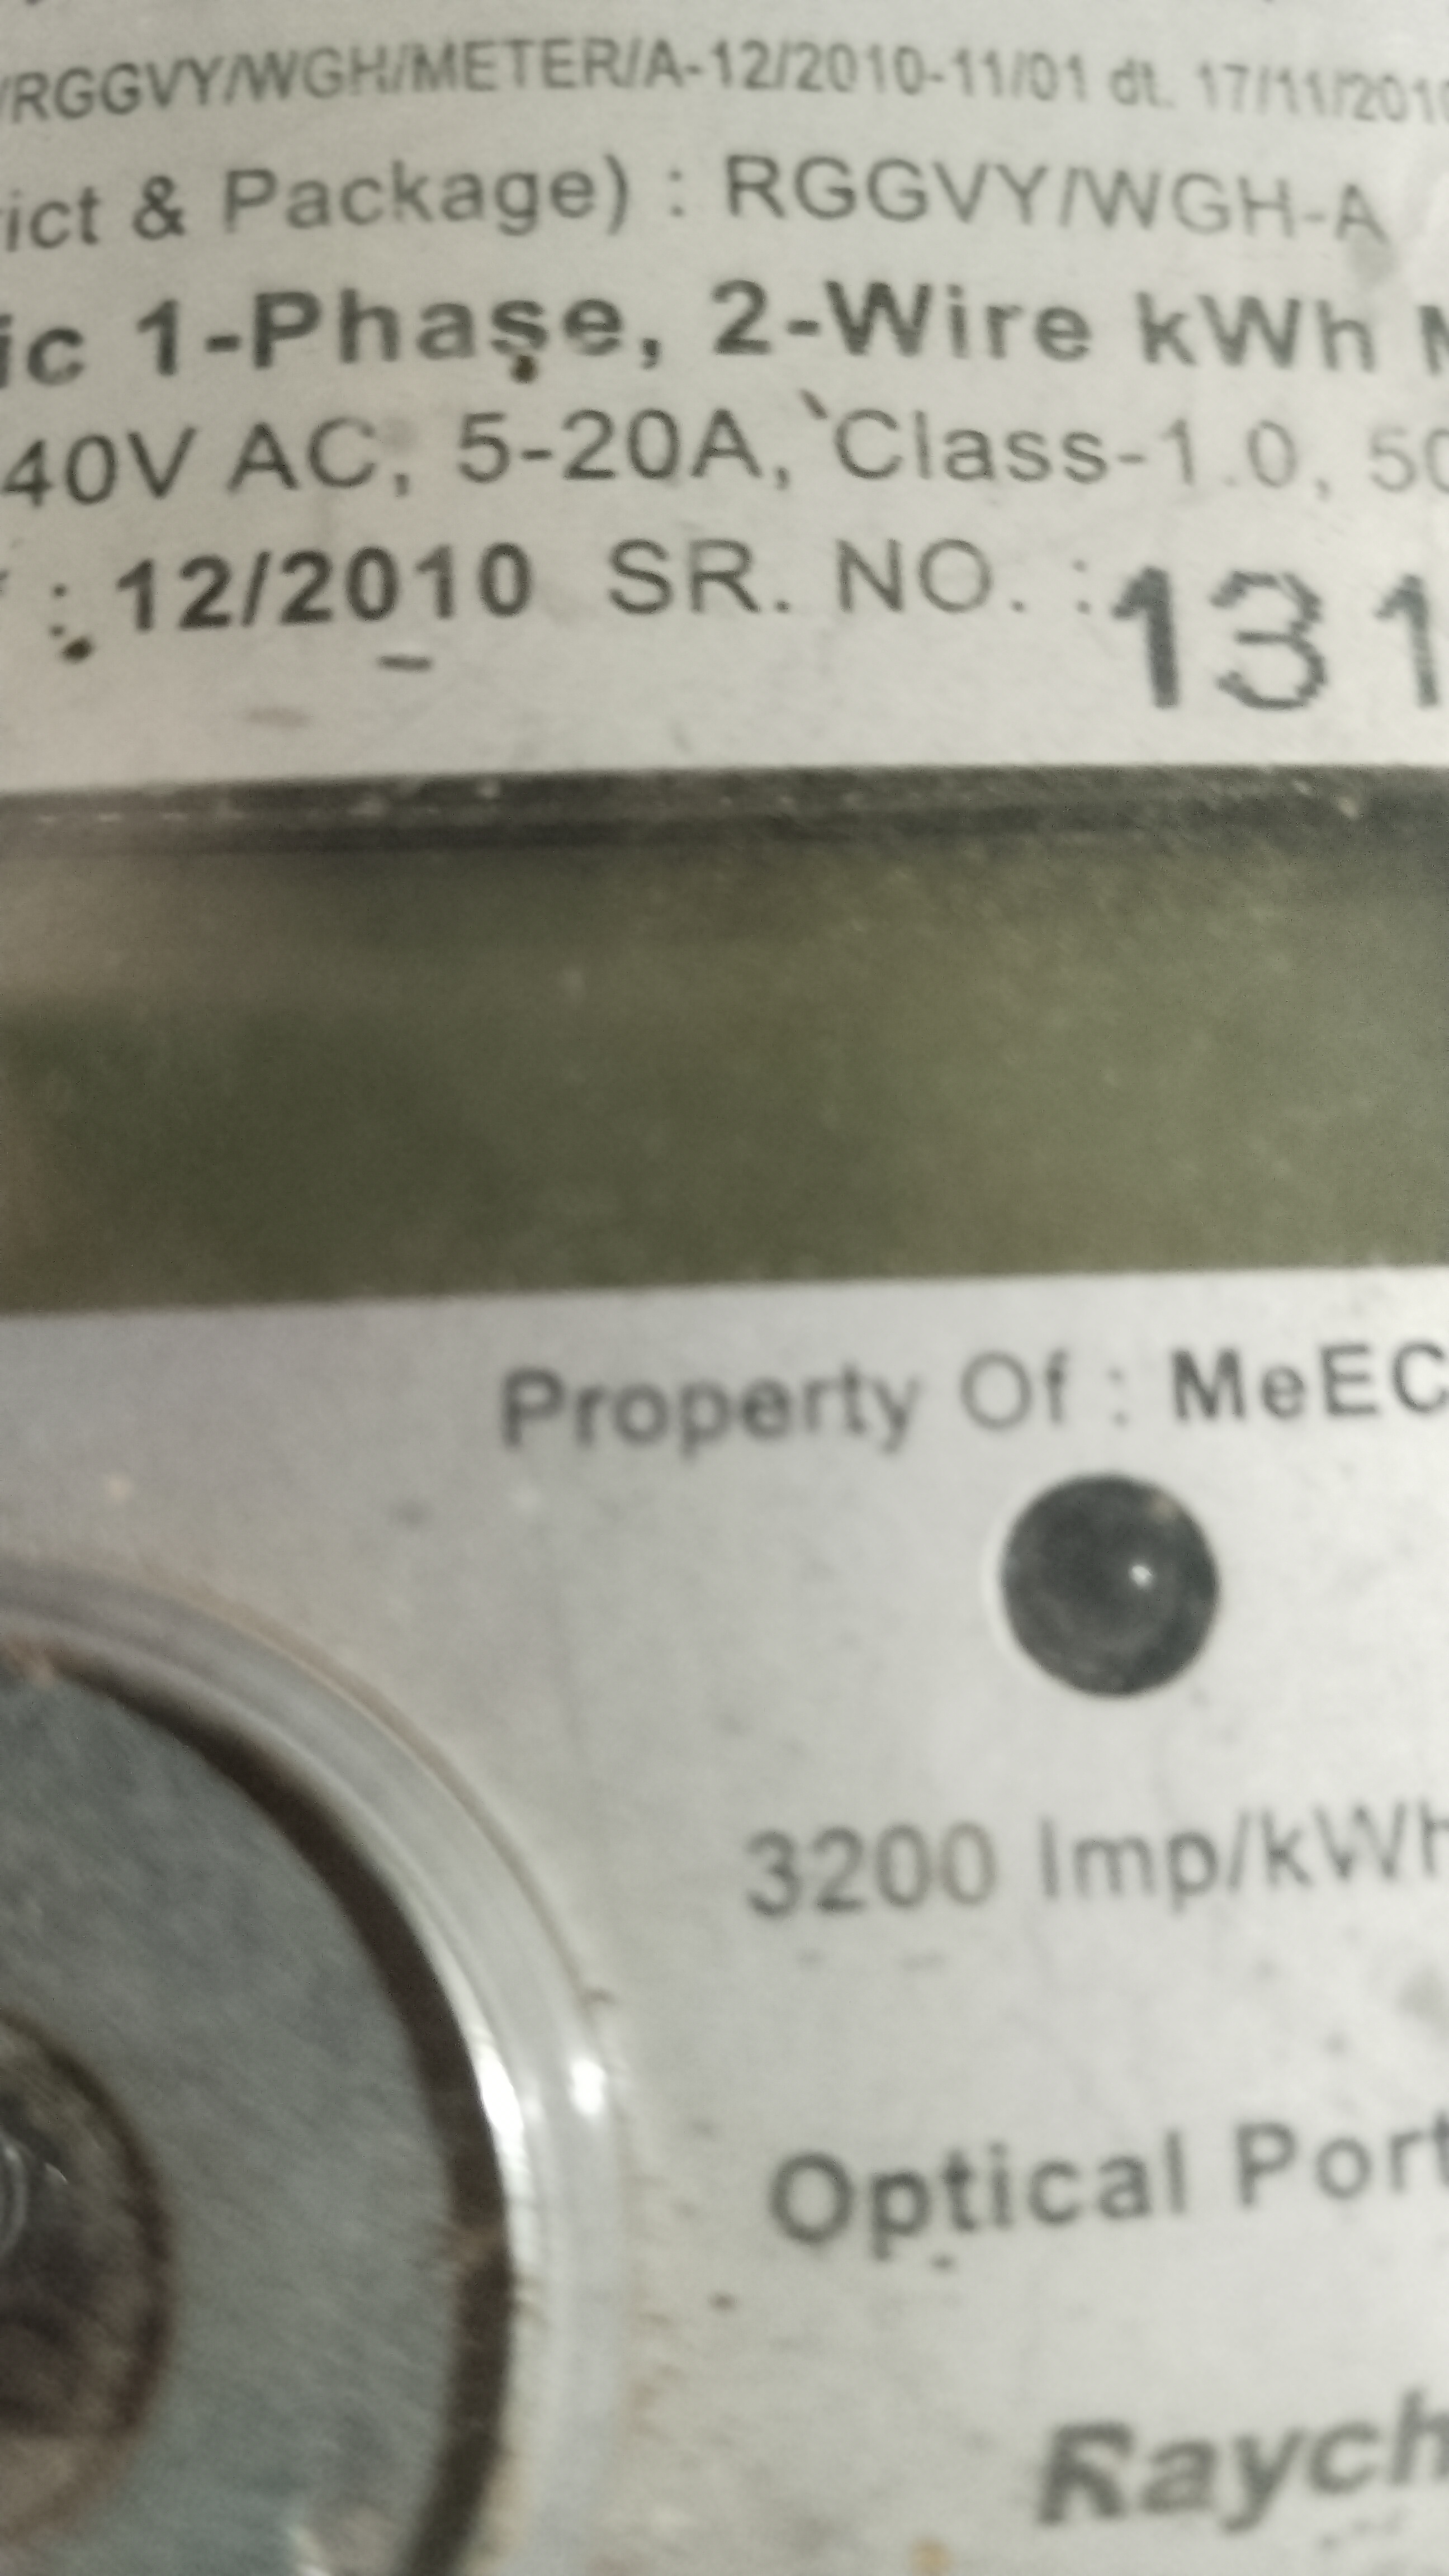 /RGGVY/WGH/METER/A-12/2010-11/01 dt. 17/11/2010
ict & Package) : RGGVY/WGH-A
ic 1-Phase, 2-Wire kWh
40V AC, 5-20A, Class-1.0, 50
: 12/2010 SR. NO. : 131
Property Of : MeEC
3200 Imp/kWh
Optical Port
Raych